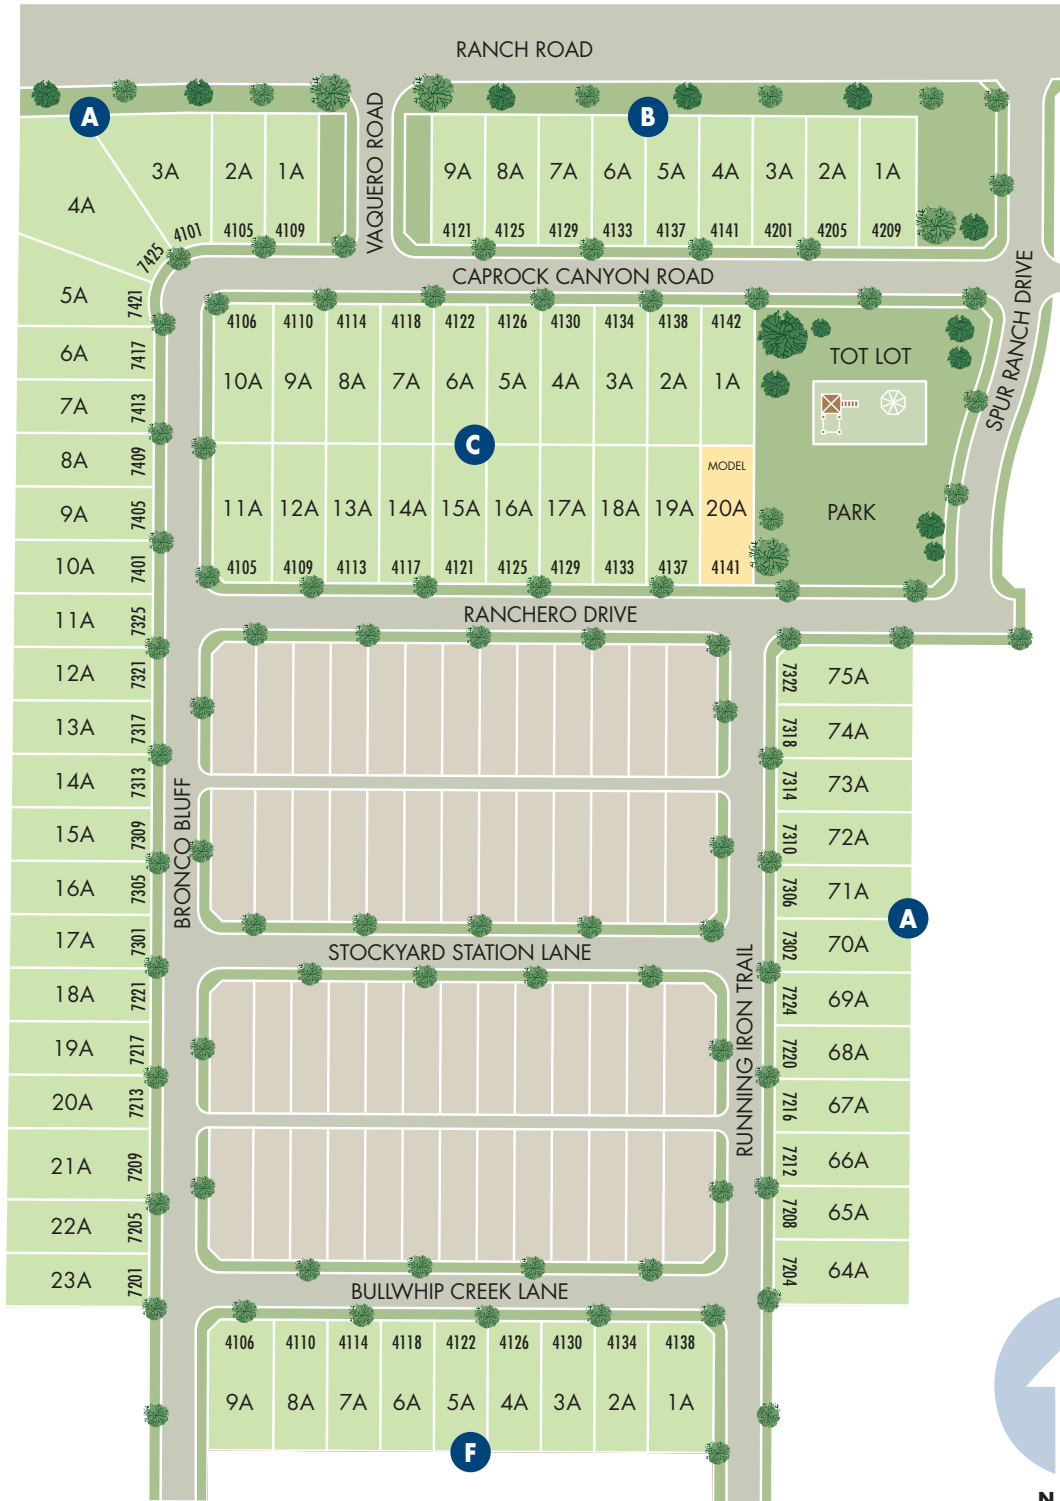 RANCH ROAD
VAQUERO ROAD
A
4A
3A
2A
1A
7425
4101
4105
4109
B
9A 8A 7A 6A 5A 4A 3A 2A 1A
4121 4125 4129 4133 4137 4141 4201 4205 4209
CAPROCK CANYON ROAD
SPUR RANCH DRIVE
5A 7421
6A 7417
7A 7413
8A 7409
9A 7405
10A 7401
11A 7325
12A 7321
13A 7317
14A 7313
15A 7309
16A 7305
17A 7301
18A 7221
19A 7217
20A 7213
21A 7209
22A 7205
23A 7201
4106 4110 4114 4118 4122 4126 4130 4134 4138 4142
10A 9A 8A 7A 6A 5A 4A 3A 2A 1A
C
MODEL
11A 12A 13A 14A 15A 16A 17A 18A 19A 20A
4105 4109 4113 4117 4121 4125 4129 4133 4137 4141
TOT LOT
PARK
RANCHERO DRIVE
BRONCO BLUFF
STOCKYARD STATION LANE
RUNNING IRON TRAIL
7322 75A
7318 74A
7314 73A
7310 72A
7306 71A
A
7302 70A
7224 69A
7220 68A
7216 67A
7212 66A
7208 65A
7204 64A
BULLWHIP CREEK LANE
4106 4110 4114 4118 4122 4126 4130 4134 4138
9A 8A 7A 6A 5A 4A 3A 2A 1A
F
N